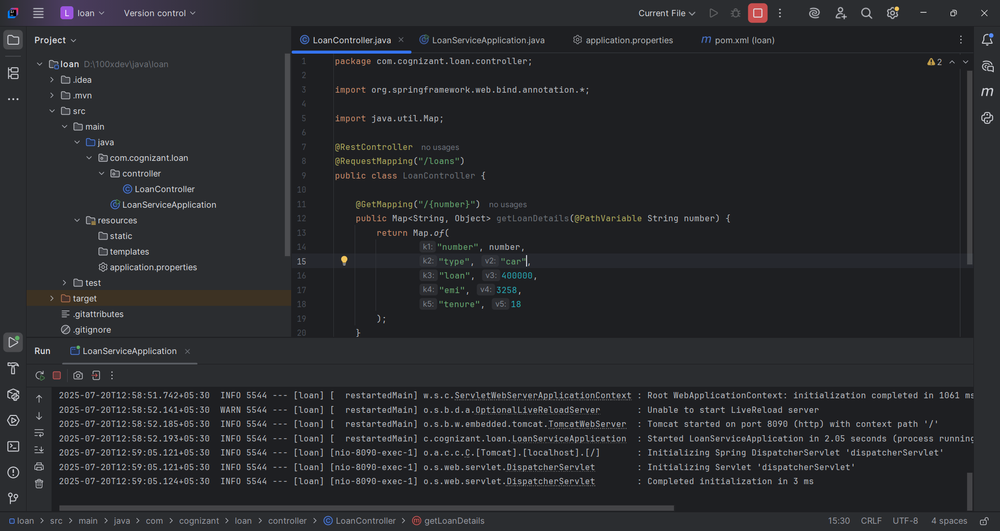 L loan Version control Current File
Project
loan D:\100xdev\java\loan
.idea
.mvn
src
main
java
com.cognizant.loan
controller
LoanController
LoanServiceApplication
resources
static
templates
application.properties
test
target
.gitattributes
.gitignore
LoanController.java LoanServiceApplication.java application.properties m pom.xml (loan)
2
1 package com.cognizant.loan.controller;
2
3 import org.springframework.web.bind.annotation.*;
4
5 import java.util.Map;
6
7 @RestController no usages
8 @RequestMapping("/loans")
9 public class LoanController {
10
11 @GetMapping("/{number}") no usages
12 public Map<String, Object> getLoanDetails(@PathVariable String number) {
13 return Map.of(
14 k1: "number", number,
15 k2: "type", v2: "car",
16 k3: "loan", v3: 400000,
17 k4: "emi", v4: 3258,
18 k5: "tenure", v5: 18
19 );
20 }
Run LoanServiceApplication
2025-07-20T12:58:51.742+05:30 INFO 5544 --- [loan] [ restartedMain] w.s.c.ServletWebServerApplicationContext : Root WebApplicationContext: initialization completed in 1061 ms
2025-07-20T12:58:52.141+05:30 WARN 5544 --- [loan] [ restartedMain] o.s.b.d.a.OptionalLiveReloadServer : Unable to start LiveReload server
2025-07-20T12:58:52.185+05:30 INFO 5544 --- [loan] [ restartedMain] o.s.b.w.embedded.tomcat.TomcatWebServer : Tomcat started on port 8090 (http) with context path '/'
2025-07-20T12:58:52.193+05:30 INFO 5544 --- [loan] [ restartedMain] c.cognizant.loan.LoanServiceApplication : Started LoanServiceApplication in 2.05 seconds (process running
2025-07-20T12:59:05.121+05:30 INFO 5544 --- [loan] [nio-8090-exec-1] o.a.c.c.C.[Tomcat].[localhost].[/] : Initializing Spring DispatcherServlet 'dispatcherServlet'
2025-07-20T12:59:05.121+05:30 INFO 5544 --- [loan] [nio-8090-exec-1] o.s.web.servlet.DispatcherServlet : Initializing Servlet 'dispatcherServlet'
2025-07-20T12:59:05.124+05:30 INFO 5544 --- [loan] [nio-8090-exec-1] o.s.web.servlet.DispatcherServlet : Completed initialization in 3 ms
loan > src > main > java > com > cognizant > loan > controller > LoanController > getLoanDetails 15:30 CRLF UTF-8 4 spaces